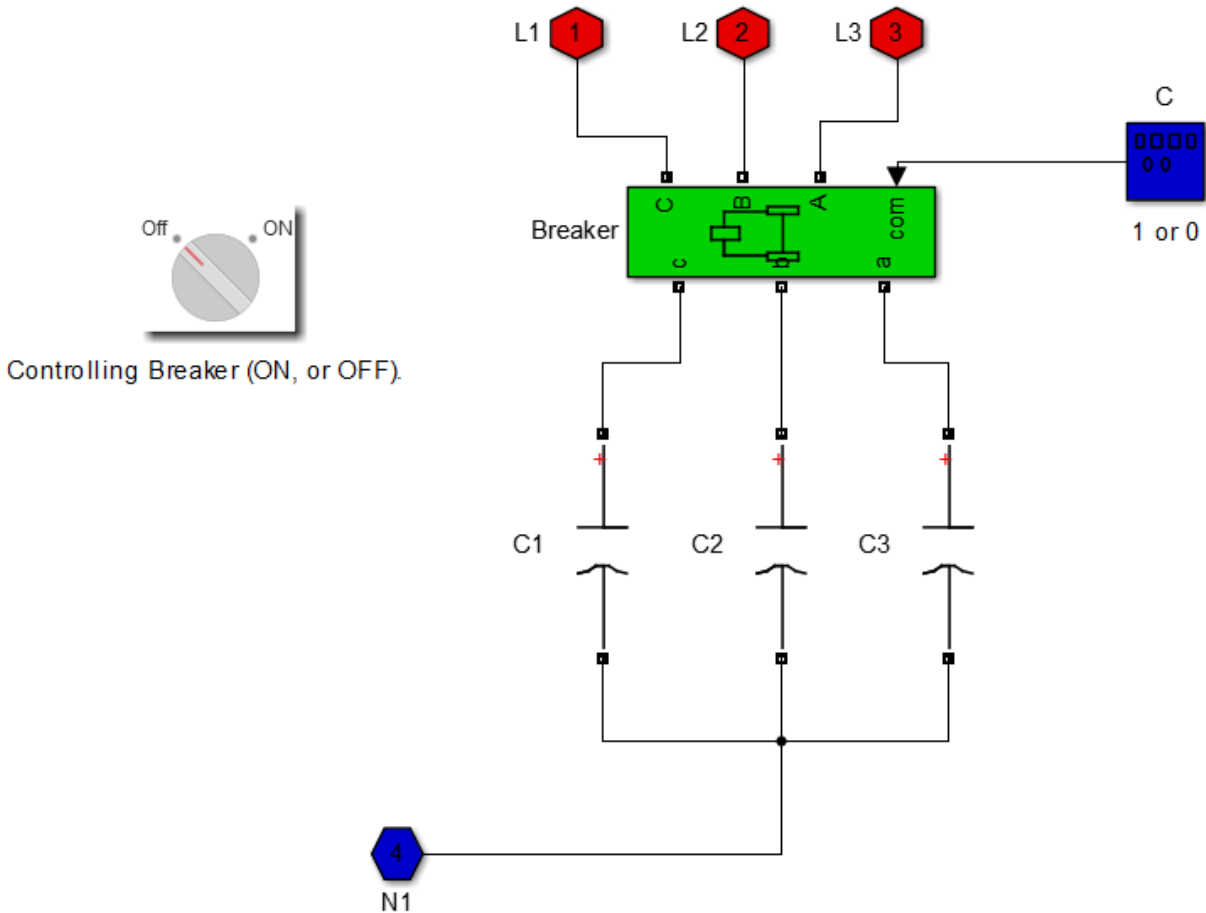 L1 1 L2 2 L3 3
C
C B A com
Breaker
1 or 0
c b a
Off ON
Controlling Breaker (ON, or OFF).
+ + +
C1 C2 C3
4
N1